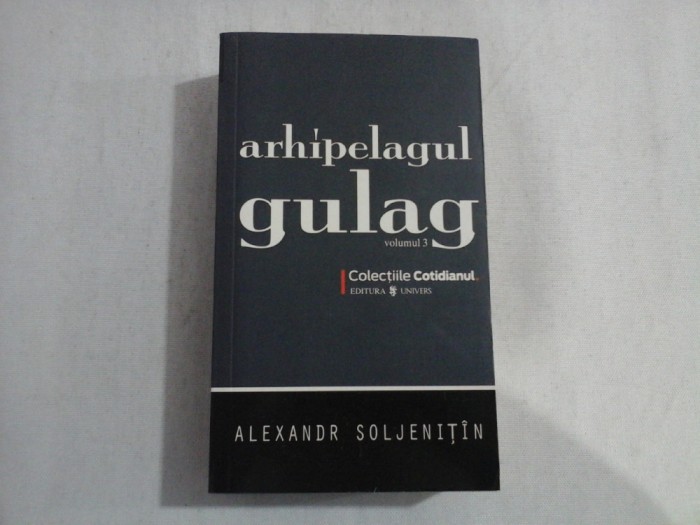 arhipelagul
gulag
volumul 3
Colecțiile Cotidianul.
EDITURA UNIVERS
ALEXANDR SOLJENIȚÎN